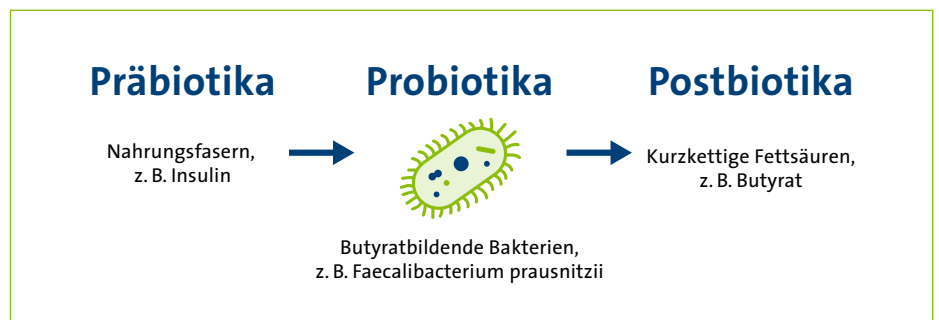 Präbiotika
Probiotika
Postbiotika
Nahrungsfasern,
z. B. Insulin
Kurzkettige Fettsäuren,
z. B. Butyrat
Butyratbildende Bakterien,
z. B. Faecalibacterium prausnitzii